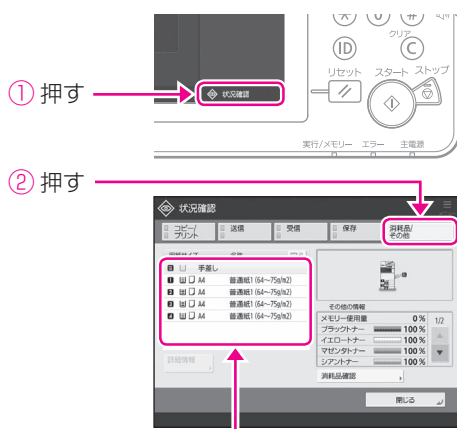 クリア
ID
C
リセット スタート ストップ
① 押す
状況確認
実行/メモリー エラー 主電源
② 押す
状況確認
コピー/プリント 送信 受信 保存 消耗品/その他
手差し
1 A4 普通紙1 (64～75g/m2)
2 A4 普通紙1 (64～75g/m2)
3 A4 普通紙1 (64～75g/m2)
4 A4 普通紙1 (64～75g/m2)
詳細情報
その他の情報
メモリー使用量 0%
ブラックトナー 100%
イエロートナー 100%
マゼンタトナー 100%
シアントナー 100%
1/2
消耗品確認
閉じる